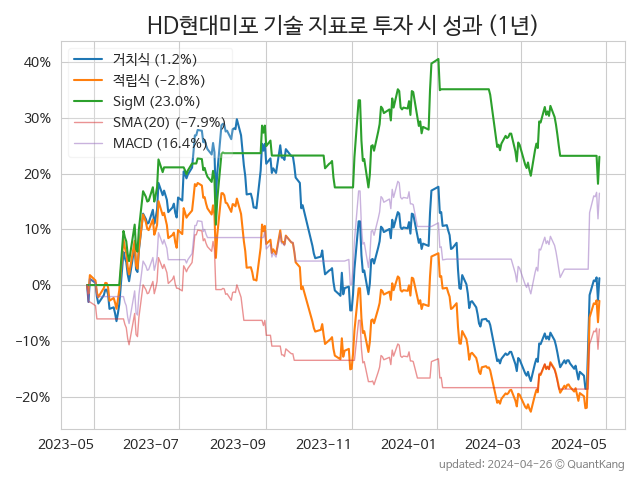 HD현대미포 기술 지표로 투자 시 성과 (1년)
거치식 (1.2%)
적립식 (−2.8%)
SigM (23.0%)
SMA(20) (−7.9%)
MACD (16.4%)
40%
30%
20%
10%
0%
−10%
−20%
2023-05 2023-07 2023-09 2023-11 2024-01 2024-03 2024-05
updated: 2024-04-26 © QuantKang